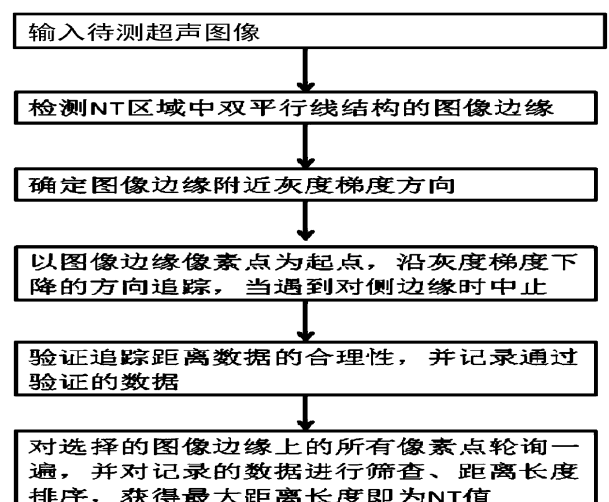 输入待测超声图像
检测NT区域中双平行线结构的图像边缘
确定图像边缘附近灰度梯度方向
以图像边缘像素点为起点，沿灰度梯度下
降的方向追踪，当遇到对侧边缘时中止
验证追踪距离数据的合理性，并记录通过
验证的数据
对选择的图像边缘上的所有像素点轮询一
遍，并对记录的数据进行筛查、距离长度
排序，获得最大距离长度即为NT值